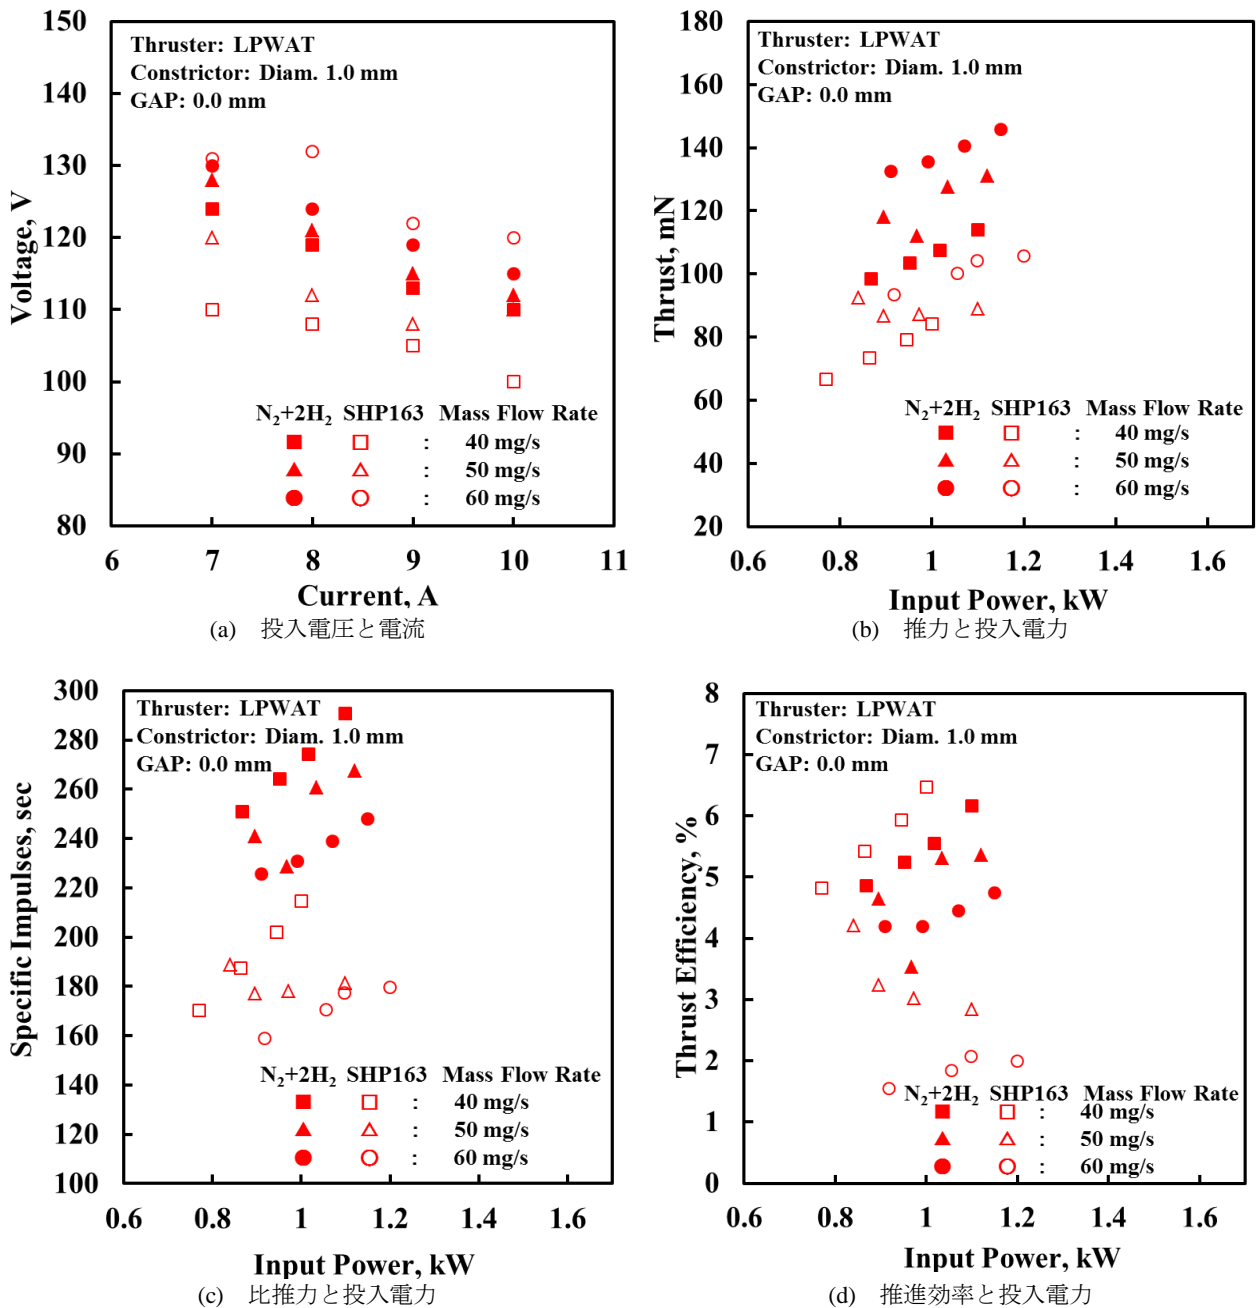 Thruster: LPWAT
Constrictor: Diam. 1.0 mm
GAP: 0.0 mm
150
140
130
120
110
100
90
80
Voltage, V
N₂+2H₂ SHP163 Mass Flow Rate
: 40 mg/s
: 50 mg/s
: 60 mg/s
6 7 8 9 10 11
Current, A
(a) 投入電圧と電流
Thruster: LPWAT
Constrictor: Diam. 1.0 mm
GAP: 0.0 mm
180
160
140
120
100
80
60
40
20
Thrust, mN
N₂+2H₂ SHP163 Mass Flow Rate
: 40 mg/s
: 50 mg/s
: 60 mg/s
0.6 0.8 1 1.2 1.4 1.6
Input Power, kW
(b) 推力と投入電力
Thruster: LPWAT
Constrictor: Diam. 1.0 mm
GAP: 0.0 mm
300
280
260
240
220
200
180
160
140
120
100
Specific Impulses, sec
N₂+2H₂ SHP163 Mass Flow Rate
: 40 mg/s
: 50 mg/s
: 60 mg/s
0.6 0.8 1 1.2 1.4 1.6
Input Power, kW
(c) 比推力と投入電力
Thruster: LPWAT
Constrictor: Diam. 1.0 mm
GAP: 0.0 mm
8
7
6
5
4
3
2
1
0
Thrust Efficiency, %
N₂+2H₂ SHP163 Mass Flow Rate
: 40 mg/s
: 50 mg/s
: 60 mg/s
0.6 0.8 1 1.2 1.4 1.6
Input Power, kW
(d) 推進効率と投入電力